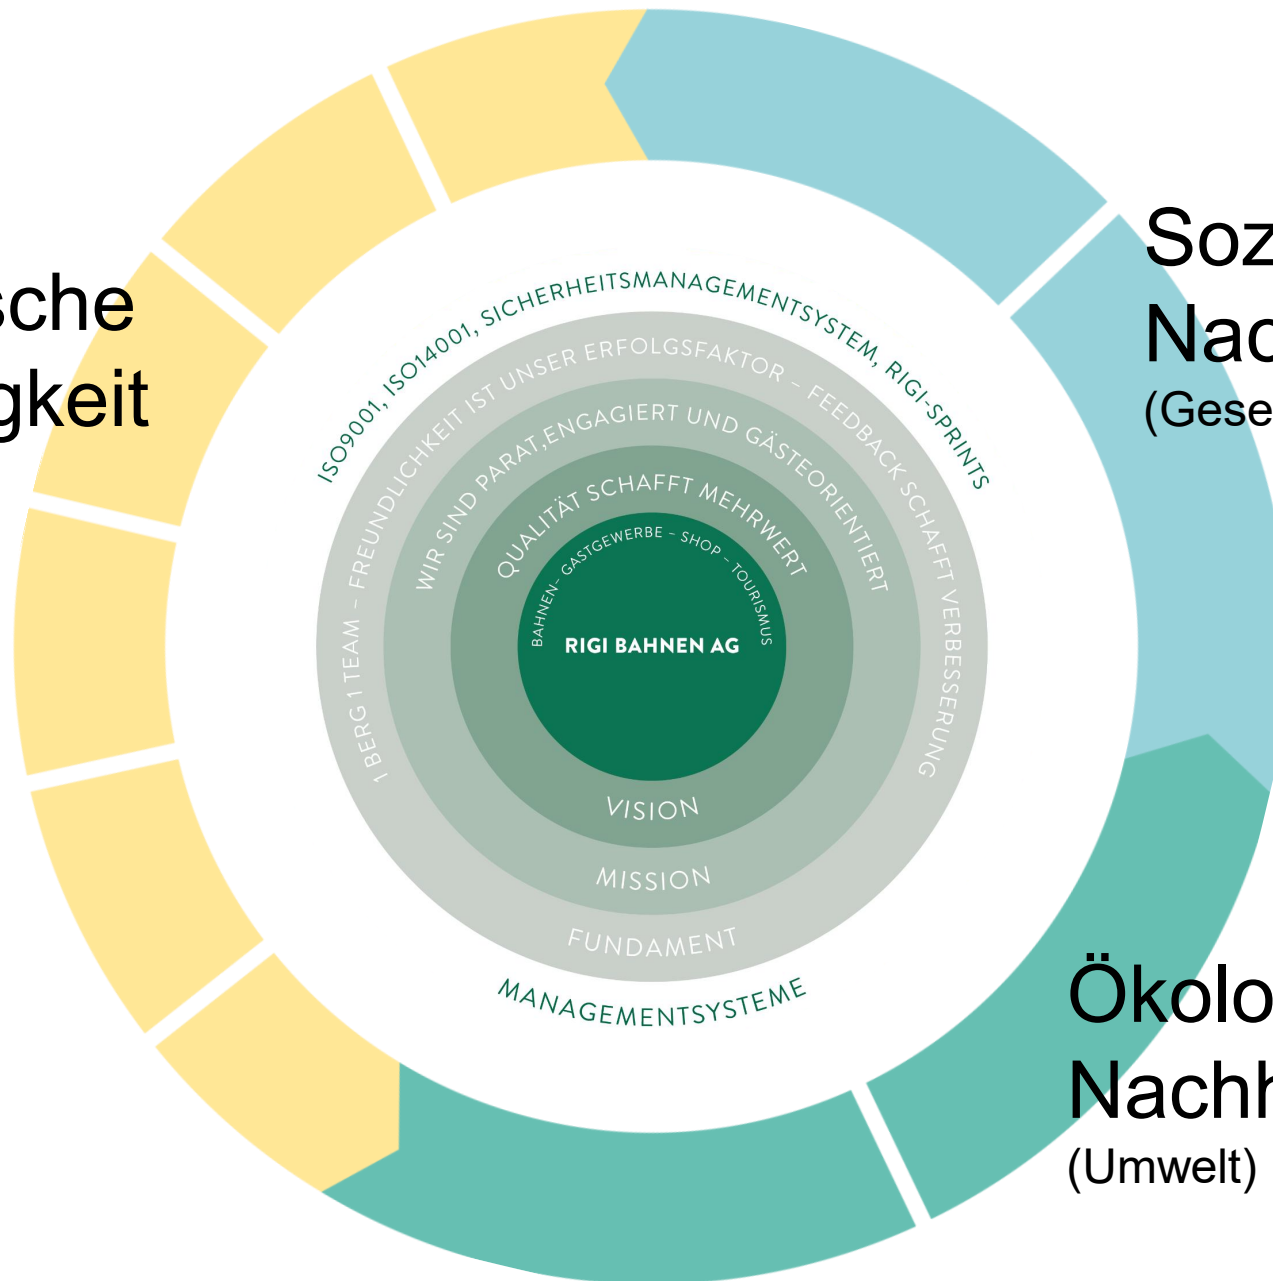 Soz
Nac
(Gese
sche
gkeit
ISO9001, ISO14001, SICHERHEITSMANAGEMENTSYSTEM, RIGI-SPRINTS
1 BERG 1 TEAM – FREUNDLICHKEIT IST UNSER ERFOLGSFAKTOR – FEEDBACK SCHAFFT VERBESSERUNG
WIR SIND PARAT, ENGAGIERT UND GÄSTEORIENTIERT
QUALITÄT SCHAFFT MEHRWERT
BAHNEN– GASTGEWERBE – SHOP – TOURISMUS
RIGI BAHNEN AG
VISION
MISSION
FUNDAMENT
MANAGEMENTSYSTEME
Ökolo
Nachh
(Umwelt)